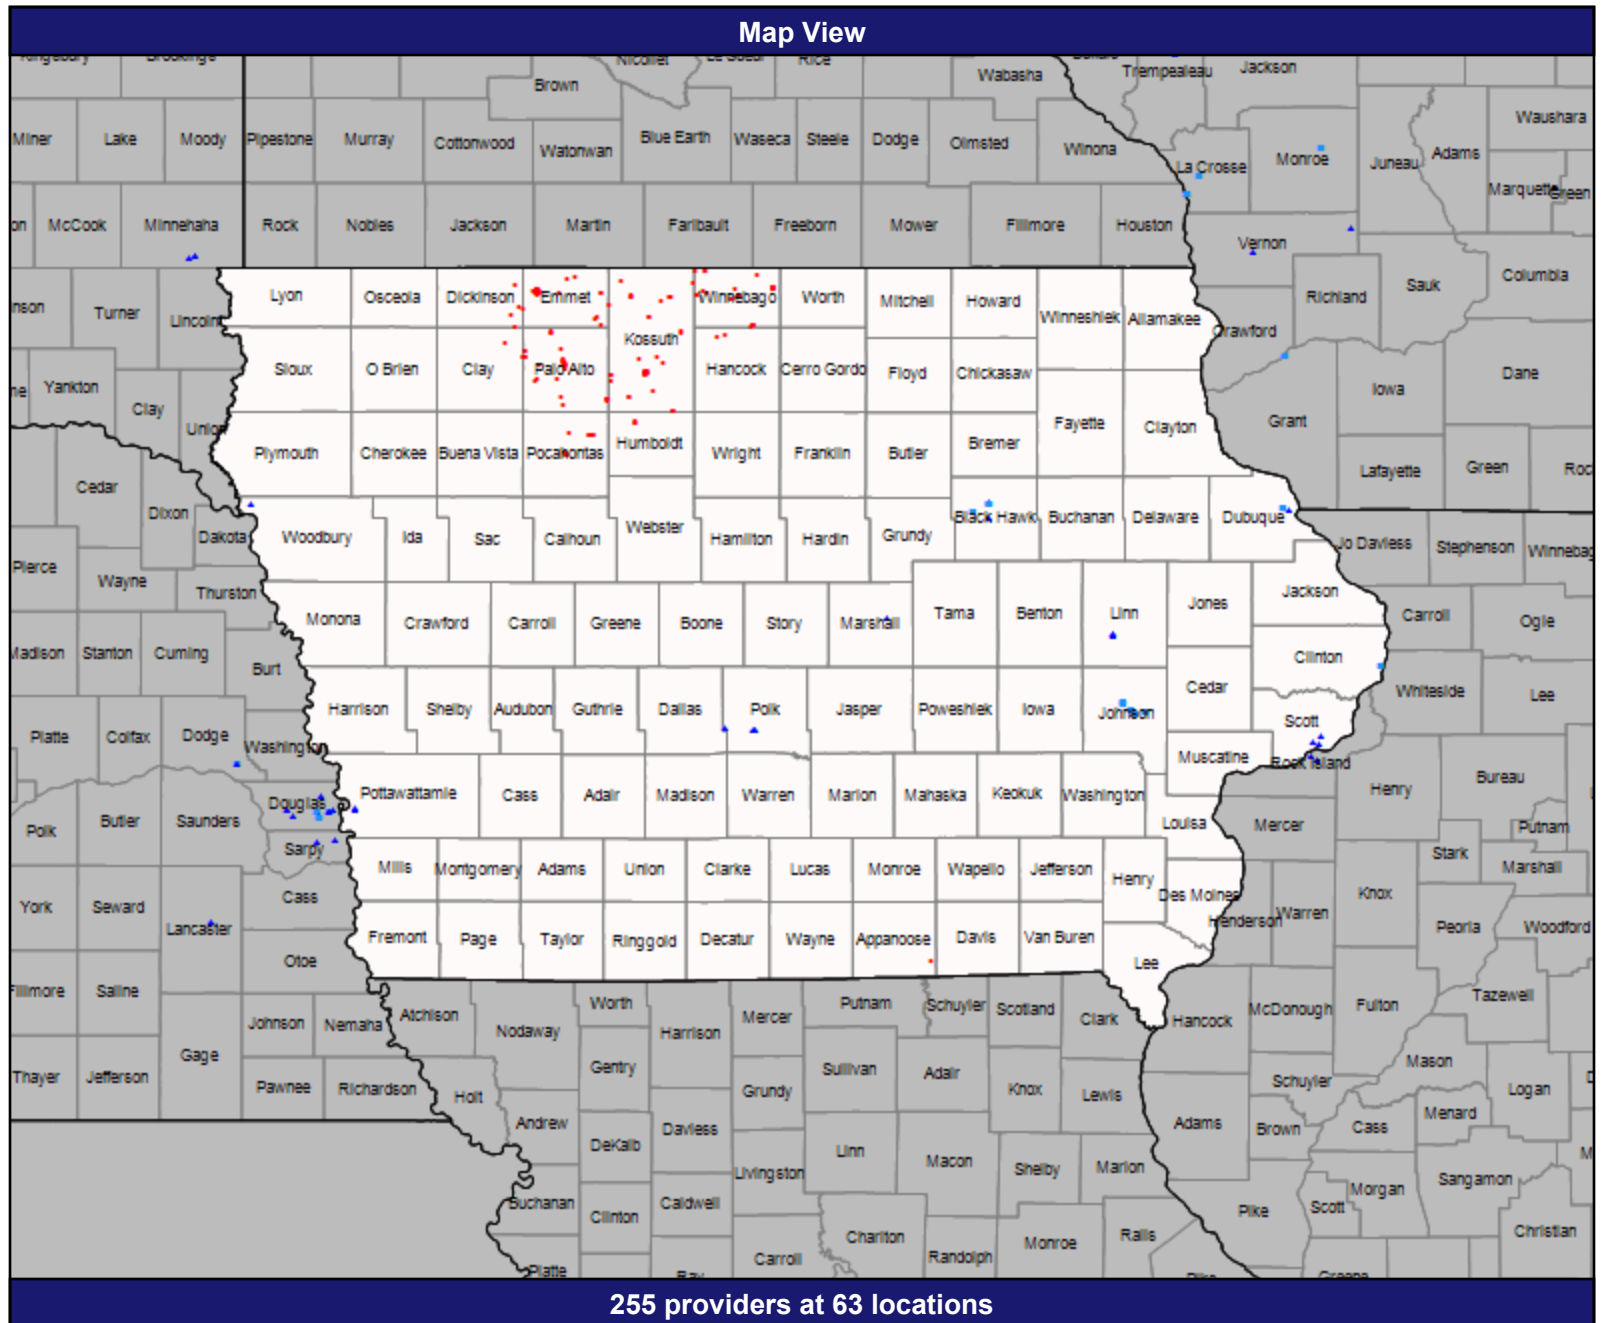 Map View
Brown
Nicollet
Rice
Wabasha
Trempealeau
Jackson
Waushara
Miner
Lake
Moody
Pipestone
Murray
Cottonwood
Watonwan
Blue Earth
Waseca
Steele
Dodge
Olmsted
Winona
La Crosse
Monroe
Juneau
Adams
Marquette
Green
McCook
Minnehaha
Rock
Nobles
Jackson
Martin
Faribault
Freeborn
Mower
Fillmore
Houston
Vernon
Columbia
Turner
Lincoln
Lyon
Osceola
Dickinson
Emmet
Winnebago
Worth
Mitchell
Howard
Winneshiek
Allamakee
Crawford
Richland
Sauk
Kossuth
Sioux
O Brien
Clay
Palo Alto
Hancock
Cerro Gordo
Floyd
Chickasaw
Iowa
Dane
Yankton
Clay
Union
Plymouth
Cherokee
Buena Vista
Pocahontas
Humboldt
Wright
Franklin
Butler
Bremer
Fayette
Clayton
Grant
Lafayette
Green
Roc
Cedar
Dixon
Dakota
Woodbury
Ida
Sac
Calhoun
Webster
Hamilton
Hardin
Grundy
Black Hawk
Buchanan
Delaware
Dubuque
Jo Daviess
Stephenson
Winnebag
Pierce
Wayne
Thurston
Monona
Crawford
Carroll
Greene
Boone
Story
Marshall
Tama
Benton
Linn
Jones
Jackson
Carroll
Ogle
Madison
Stanton
Cuming
Burt
Clinton
Whiteside
Lee
Harrison
Shelby
Audubon
Guthrie
Dallas
Polk
Jasper
Poweshiek
Iowa
Johnson
Cedar
Scott
Platte
Colfax
Dodge
Washington
Muscatine
Rock Island
Henry
Bureau
Polk
Butler
Saunders
Douglas
Sarpy
Pottawattamie
Cass
Adair
Madison
Warren
Marion
Mahaska
Keokuk
Washington
Louisa
Mercer
Putnam
Stark
Marshall
Mills
Montgomery
Adams
Union
Clarke
Lucas
Monroe
Wapello
Jefferson
Henry
Des Moines
Henderson
Warren
Knox
Peoria
Woodford
York
Seward
Lancaster
Cass
Otoe
Fremont
Page
Taylor
Ringgold
Decatur
Wayne
Appanoose
Davis
Van Buren
Lee
Fillmore
Saline
Johnson
Nemaha
Atchison
Nodaway
Worth
Harrison
Mercer
Putnam
Schuyler
Scotland
Clark
Hancock
McDonough
Fulton
Tazewell
Thayer
Jefferson
Gage
Pawnee
Richardson
Holt
Gentry
Grundy
Sullivan
Adair
Knox
Lewis
Schuyler
Mason
Logan
Andrew
DeKalb
Daviess
Adams
Brown
Cass
Menard
Livingston
Linn
Macon
Shelby
Marion
Sangamon
Buchanan
Clinton
Caldwell
Pike
Scott
Morgan
Christian
Platte
Ray
Carroll
Chariton
Randolph
Monroe
Ralls
Greene
255 providers at 63 locations